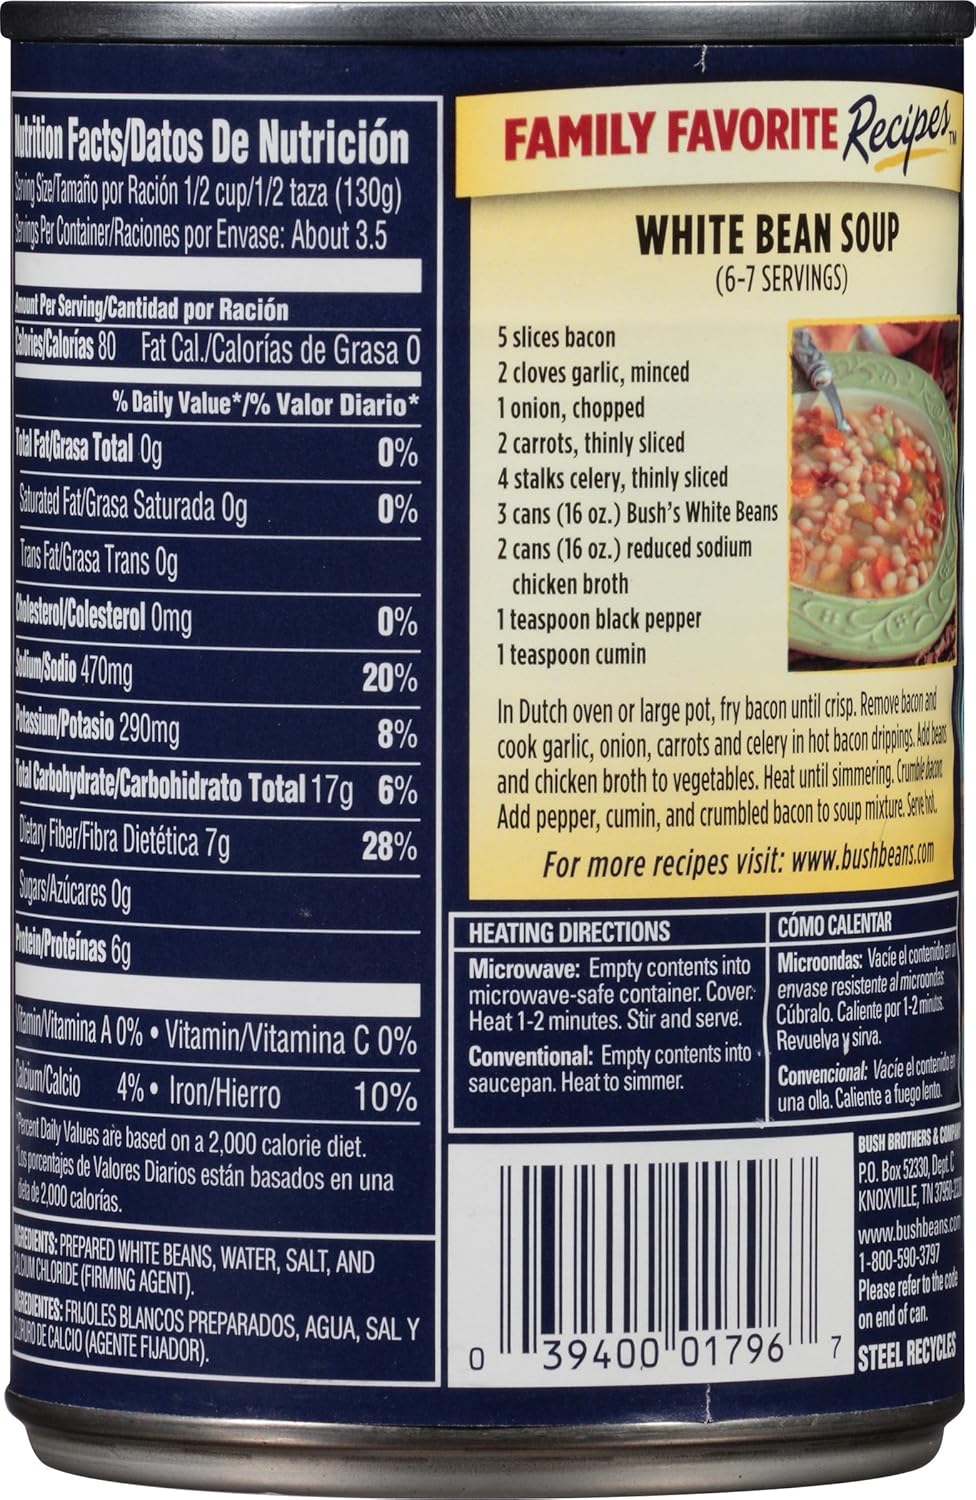 Nutrition Facts/Datos De Nutrición
Serving Size/Tamaño por Ración 1/2 cup/1/2 taza (130g)
Servings Per Container/Raciones por Envase: About 3.5
Amount Per Serving/Cantidad por Ración
Calories/Calorías 80 Fat Cal./Calorías de Grasa 0
% Daily Value*/% Valor Diario*
Total Fat/Grasa Total 0g 0%
Saturated Fat/Grasa Saturada 0g 0%
Trans Fat/Grasa Trans 0g
Cholesterol/Colesterol 0mg 0%
Sodium/Sodio 470mg 20%
Potassium/Potasio 290mg 8%
Total Carbohydrate/Carbohidrato Total 17g 6%
Dietary Fiber/Fibra Dietética 7g 28%
Sugars/Azúcares 0g
Protein/Proteínas 6g
Vitamin/Vitamina A 0% • Vitamin/Vitamina C 0%
Calcium/Calcio 4% • Iron/Hierro 10%
*Percent Daily Values are based on a 2,000 calorie diet.
*Los porcentajes de Valores Diarios están basados en una
dieta de 2,000 calorías.
INGREDIENTS: PREPARED WHITE BEANS, WATER, SALT, AND
CALCIUM CHLORIDE (FIRMING AGENT).
INGREDIENTES: FRIJOLES BLANCOS PREPARADOS, AGUA, SAL Y
CLORURO DE CALCIO (AGENTE FIJADOR).
FAMILY FAVORITE Recipes™
WHITE BEAN SOUP
(6-7 SERVINGS)
5 slices bacon
2 cloves garlic, minced
1 onion, chopped
2 carrots, thinly sliced
4 stalks celery, thinly sliced
3 cans (16 oz.) Bush's White Beans
2 cans (16 oz.) reduced sodium
chicken broth
1 teaspoon black pepper
1 teaspoon cumin
In Dutch oven or large pot, fry bacon until crisp. Remove bacon and
cook garlic, onion, carrots and celery in hot bacon drippings. Add beans
and chicken broth to vegetables. Heat until simmering. Crumble bacon.
Add pepper, cumin, and crumbled bacon to soup mixture. Serve hot.
For more recipes visit: www.bushbeans.com
HEATING DIRECTIONS
Microwave: Empty contents into
microwave-safe container. Cover.
Heat 1-2 minutes. Stir and serve.
Conventional: Empty contents into
saucepan. Heat to simmer.
CÓMO CALENTAR
Microondas: Vacíe el contenido en un
envase resistente al microondas.
Cúbralo. Caliente por 1-2 minutos.
Revuelva y sirva.
Convencional: Vacíe el contenido en
una olla. Caliente a fuego lento.
0 39400 01796 7
BUSH BROTHERS & COMPANY
P.O. Box 52330, Dept. C
KNOXVILLE, TN
www.bushbeans.com
1-800-590-3797
Please refer to the code
on end of can.
STEEL RECYCLES